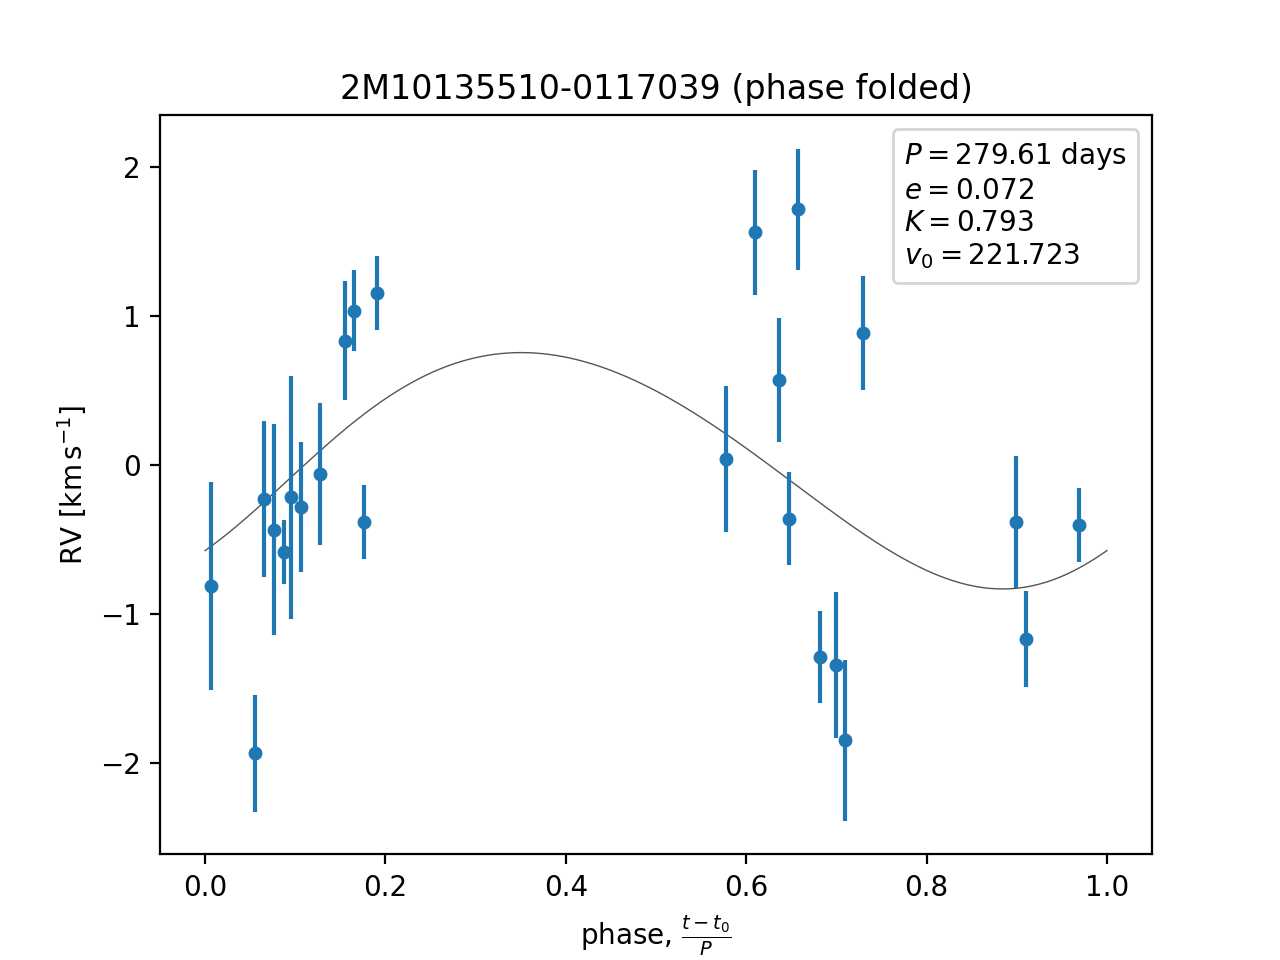 2M10135510-0117039 (phase folded)
P = 279.61 days
e = 0.072
K = 0.793
v₀ = 221.723
2
1
0
−1
−2
RV [km s⁻¹]
0.0 0.2 0.4 0.6 0.8 1.0
phase, (t − t₀)/P